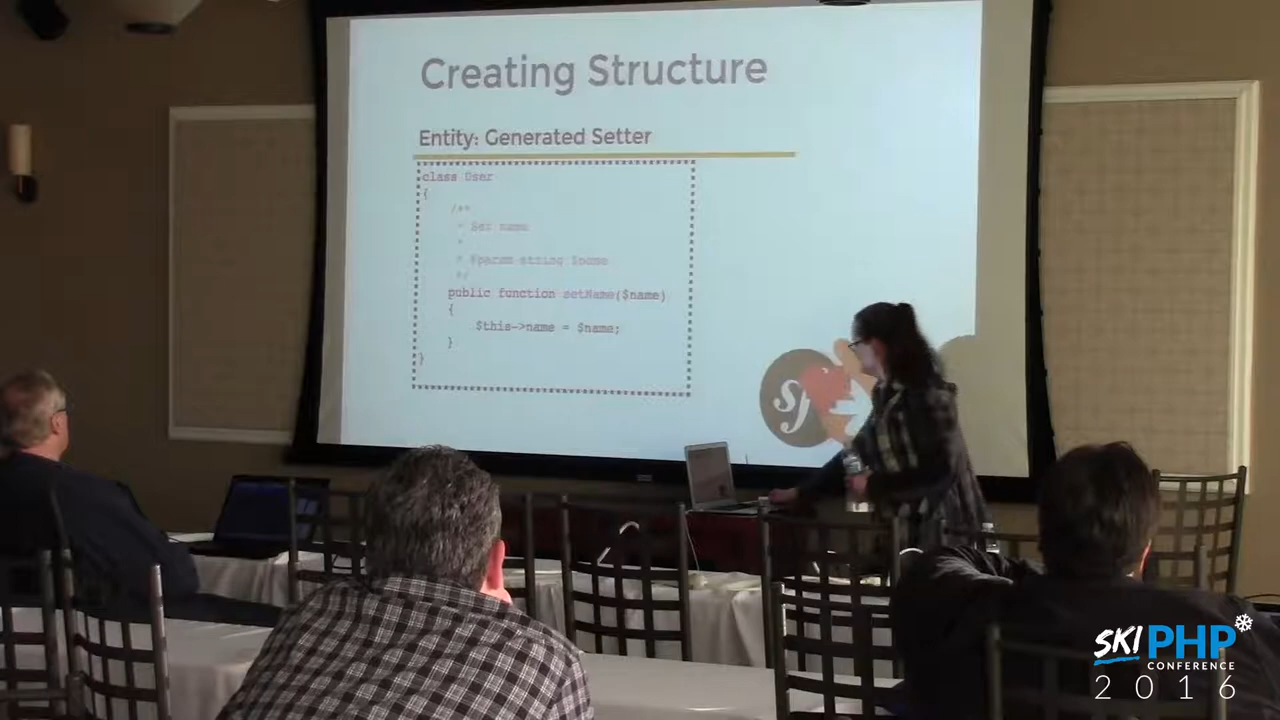 Creating Structure
Entity: Generated Setter
class User
{
/**
* Set name
*
* @param string $name
*/
public function setName($name)
{
$this->name = $name;
}
}
sf
SKI PHP
CONFERENCE
2016